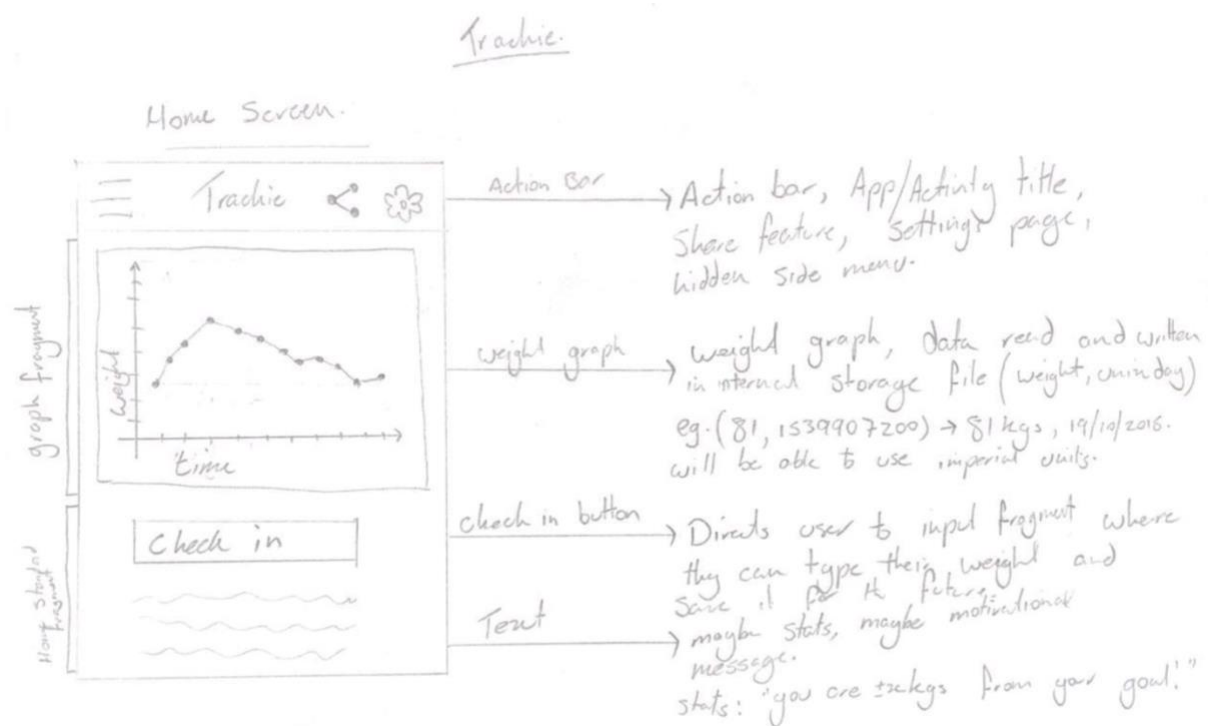 Trackie.
Home Screen.
Trackie
Action Bar
Action bar, App/Activity title,
Share feature, settings page,
hidden side menu.
graph fragment
weight
time
weight graph
weight graph, data read and written
in internal storage file (weight, unixday)
eg. (81, 1539907200) → 81 kgs, 19/10/2018.
will be able to use imperial units.
Home standard
fragment
Check in
check in button
Directs user to input fragment where
they can type their weight and
save it for the future
Text
maybe stats, maybe motivational
message.
stats: "you are ±xkgs from your goal!"